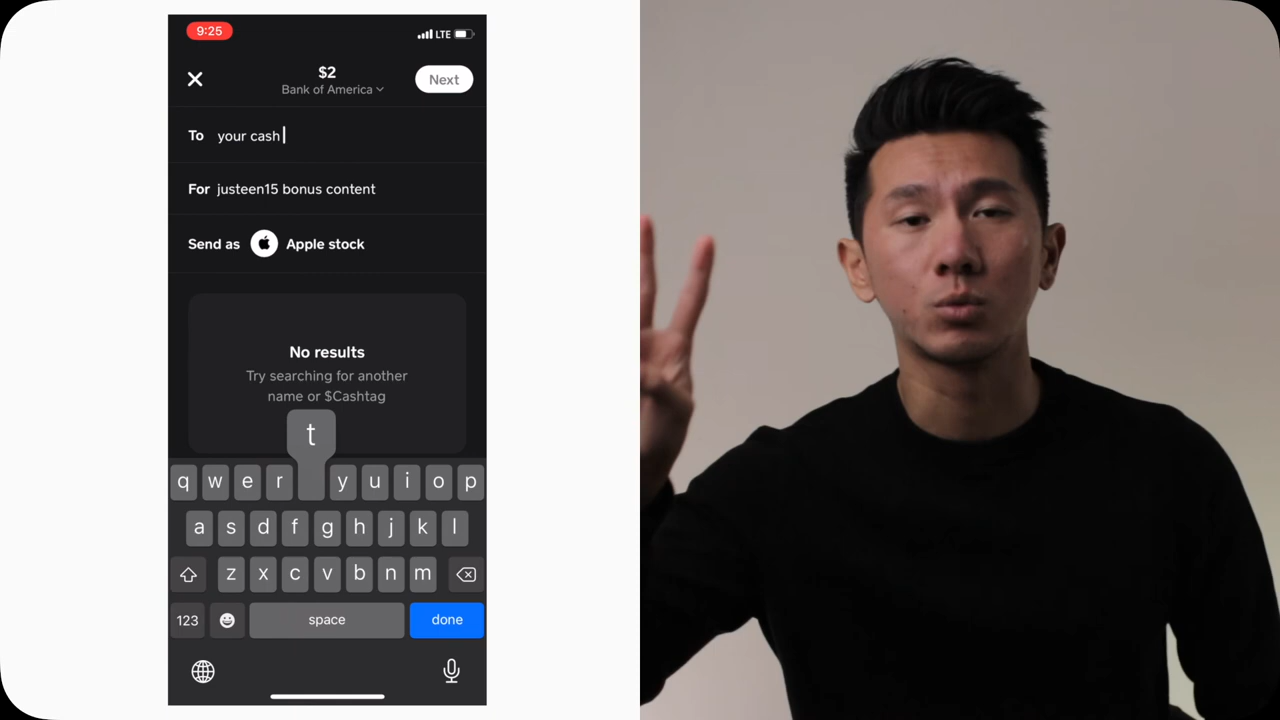 9:25
LTE
$2
Bank of America
Next
To your cash
For justeen15 bonus content
Send as Apple stock
No results
Try searching for another
name or $Cashtag
t
q w e r y u i o p
a s d f g h j k l
z x c v b n m
123 space done